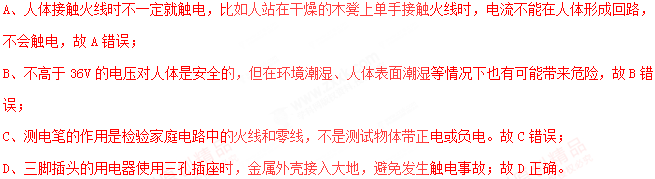 A、人体接触火线时不一定就触电，比如人站在干燥的木凳上单手接触火线时，电流不能在人体形成回路，
不会触电，故 A 错误；
B、不高于 36V 的电压对人体是安全的，但在环境潮湿、人体表面潮湿等情况下也有可能带来危险，故 B 错
误；
C、测电笔的作用是检验家庭电路中的火线和零线，不是测试物体带正电或负电。故 C 错误；
D、三脚插头的用电器使用三孔插座时，金属外壳接入大地，避免发生触电事故；故 D 正确。